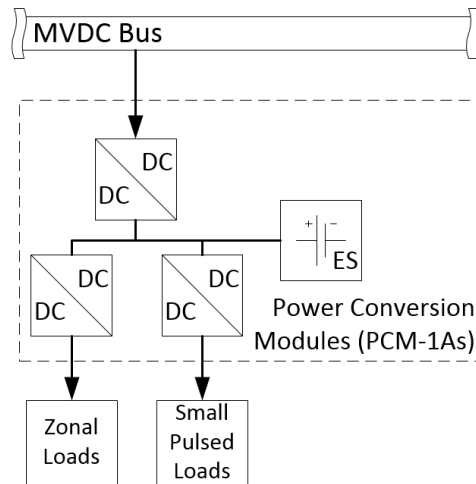 MVDC Bus
DC
DC
+ −
ES
DC
DC
DC
DC
Power Conversion
Modules (PCM-1As)
Zonal
Loads
Small
Pulsed
Loads